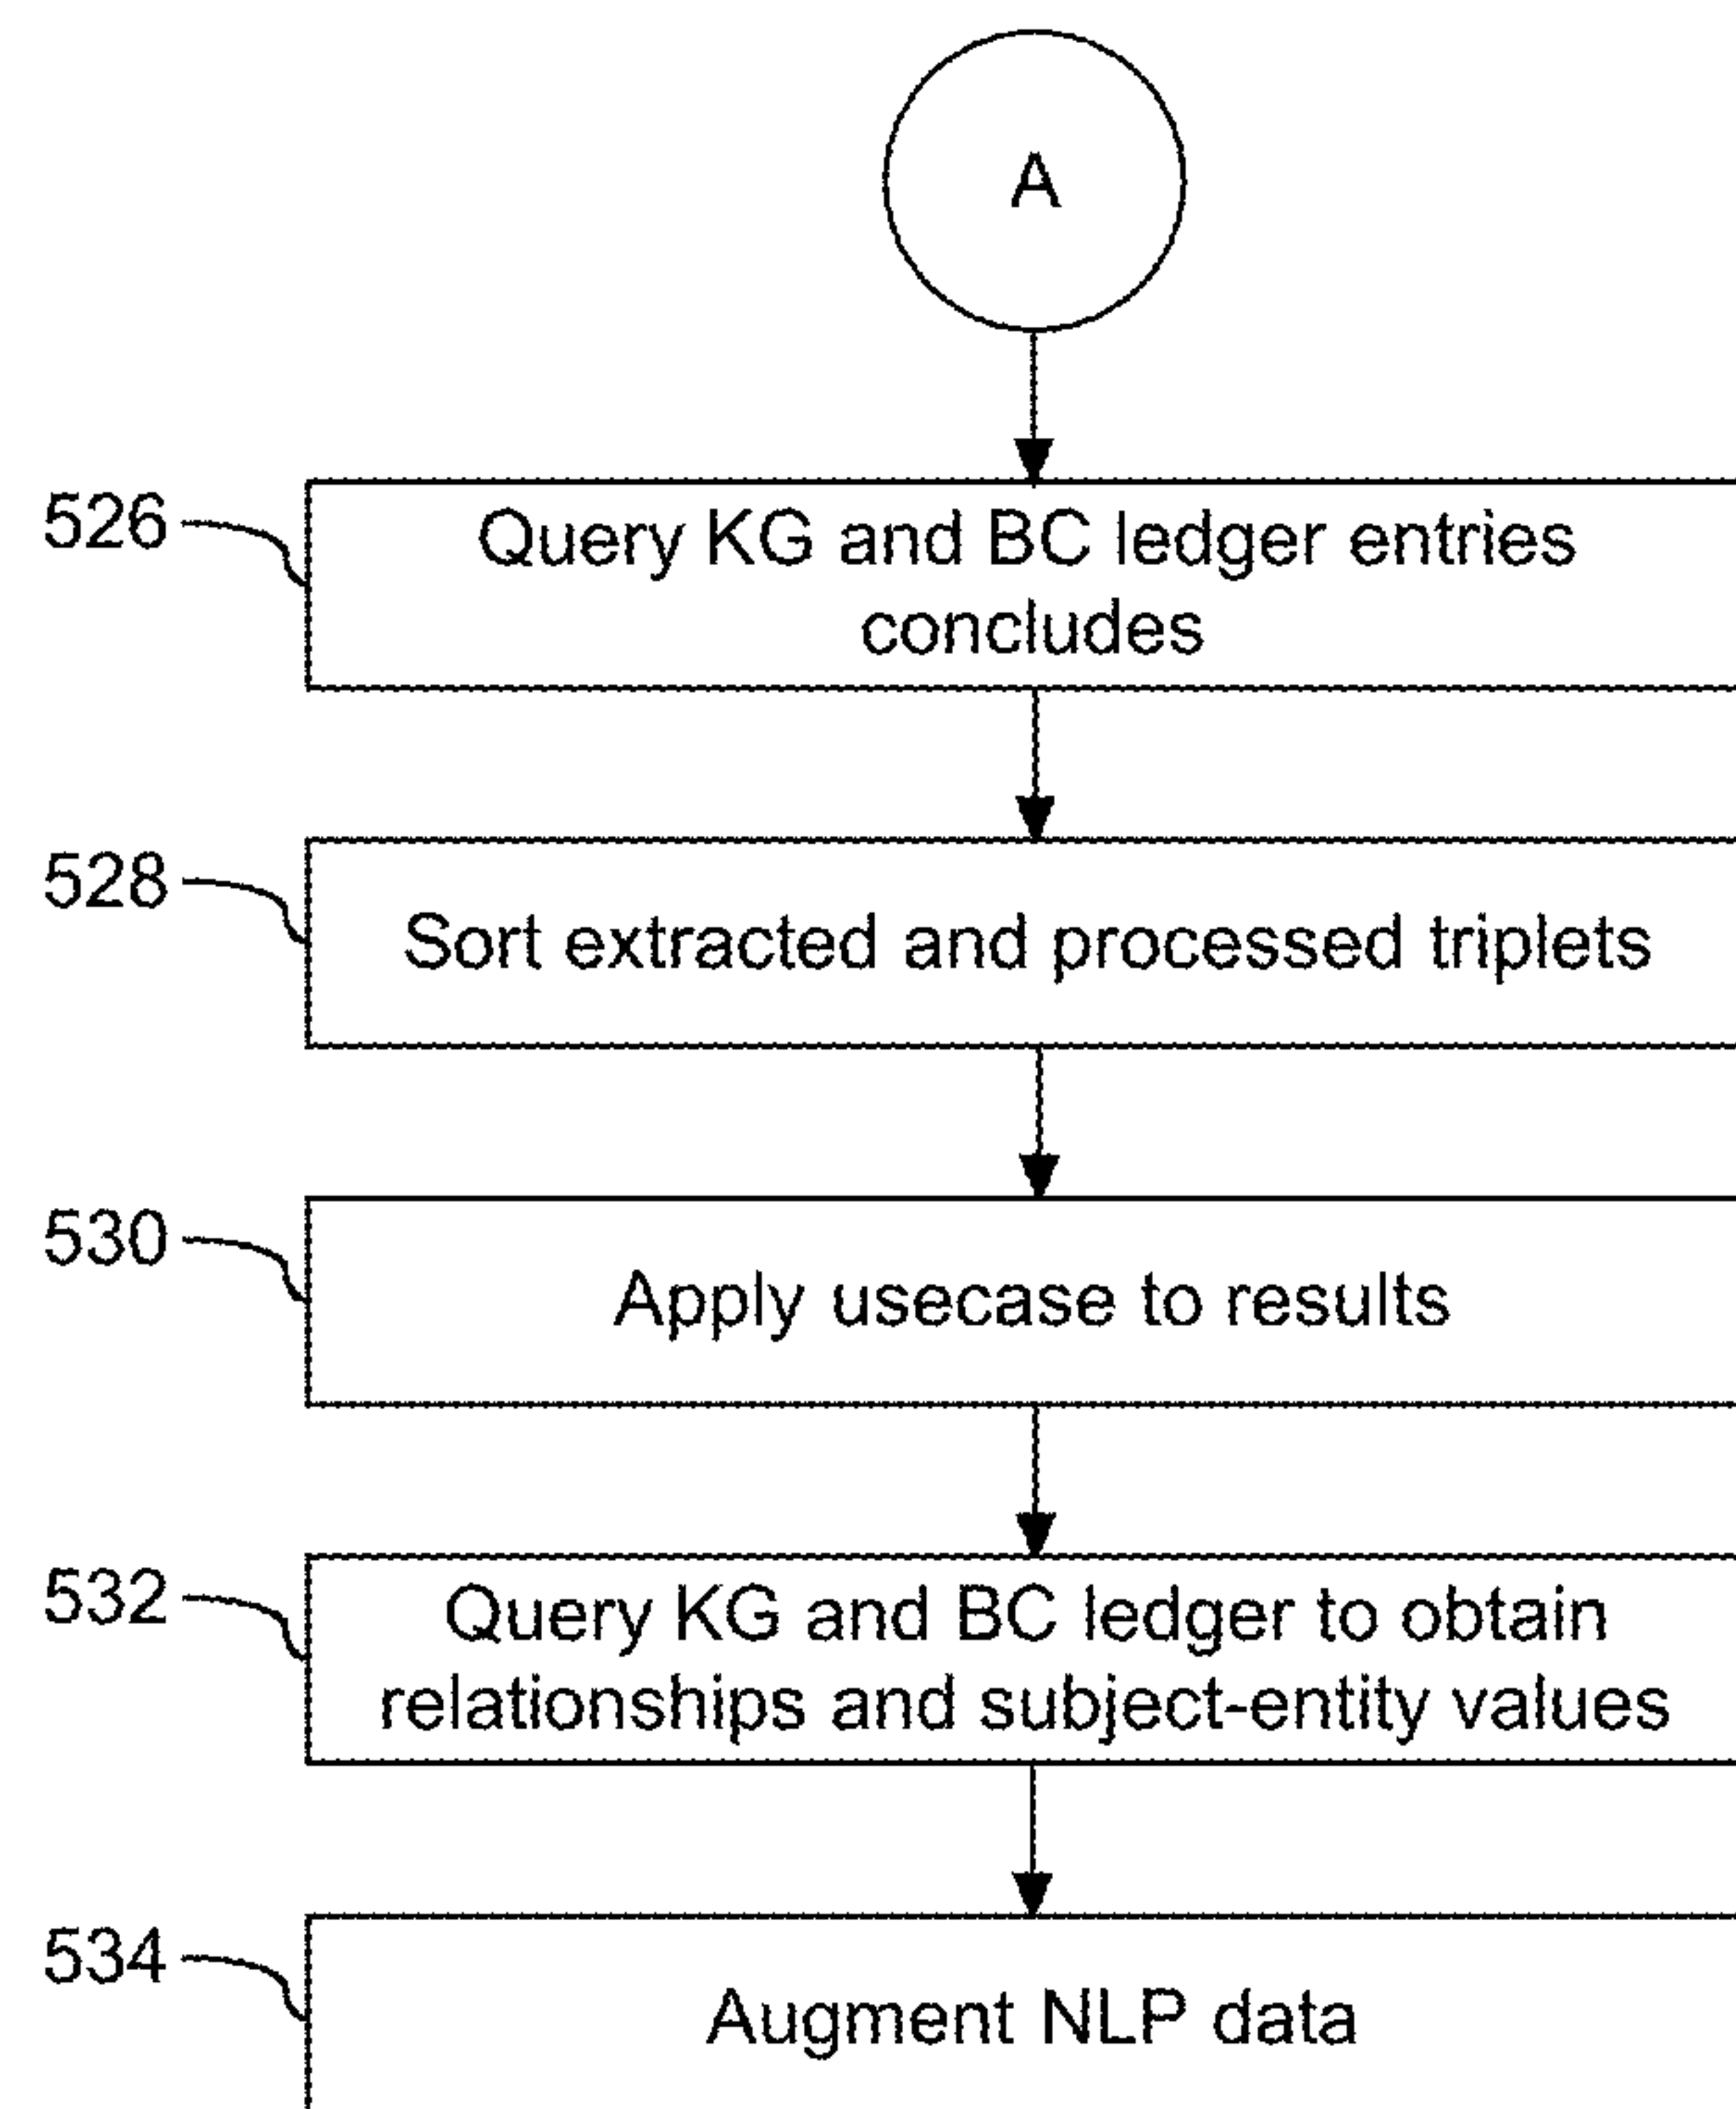 A
526
Query KG and BC ledger entries
concludes
528
Sort extracted and processed triplets
530
Apply usecase to results
532
Query KG and BC ledger to obtain
relationships and subject-entity values
534
Augment NLP data